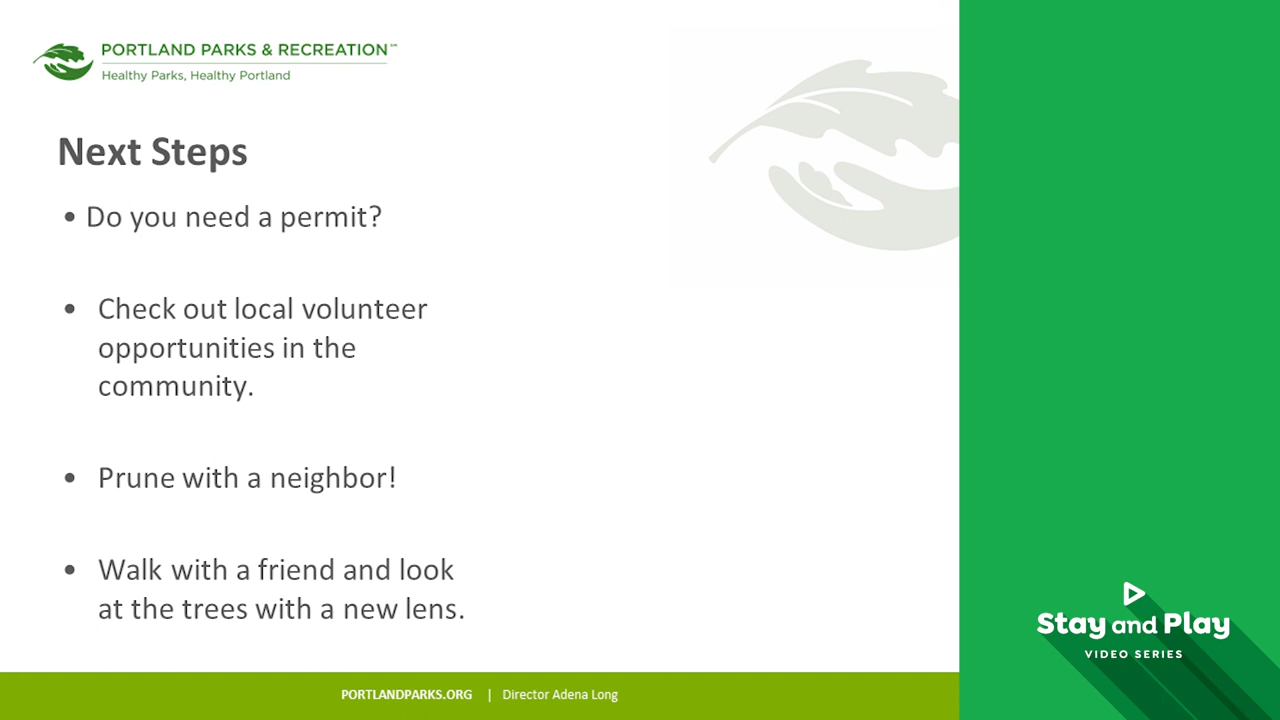 PORTLAND PARKS & RECREATION℠
Healthy Parks, Healthy Portland
Next Steps
• Do you need a permit?
• Check out local volunteer
opportunities in the
community.
• Prune with a neighbor!
• Walk with a friend and look
at the trees with a new lens.
Stay and Play
VIDEO SERIES
PORTLANDPARKS.ORG | Director Adena Long